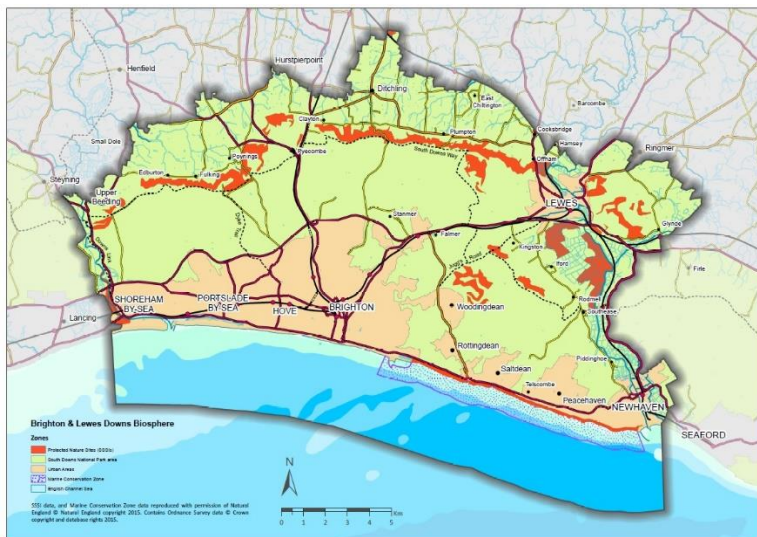 Henfield
Hurstpierpoint
Ditchling
East
Chiltington
Barcombe
Clayton
Plumpton
Cooksbridge
Small Dole
Hamsey
Ringmer
Pyecombe
Poynings
South Downs Way
Offham
Steyning
Edburton
Fulking
Upper
Beeding
LEWES
Stanmer
Glynde
Falmer
Kingston
Iford
Firle
SHOREHAM
BY-SEA
PORTSLADE
BY-SEA
HOVE
BRIGHTON
Woodingdean
Rodmell
Southease
Lancing
Rottingdean
Piddinghoe
Saltdean
Telscombe
Peacehaven
NEWHAVEN
SEAFORD
Brighton & Lewes Downs Biosphere
Zones
Protected Nature Sites (SSSIs)
South Downs National Park area
Urban Areas
Marine Conservation Zone
English Channel Sea
SSSI data, and Marine Conservation Zone data reproduced with permission of Natural
England © Natural England copyright 2015. Contains Ordnance Survey data © Crown
copyright and database rights 2015.
N
0 1 2 3 4 5
Km